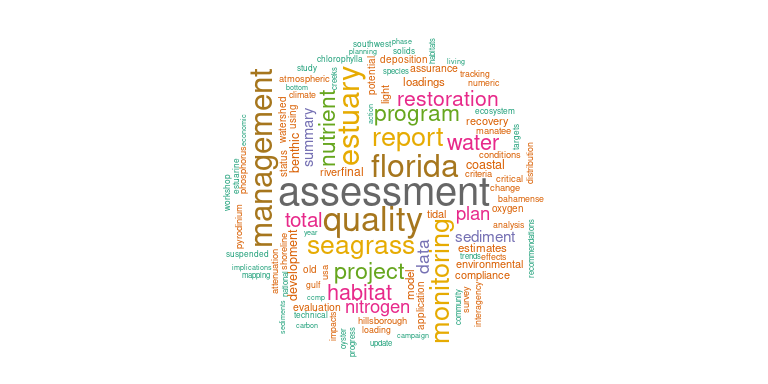 southwest
phase
planning
solids
habitats
chlorophylla
deposition
living
study
potential
species
assurance
tracking
atmospheric
creeks
estuary
loadings
numeric
bottom
climate
light
restoration
management
watershed
using
nutrient
action
program
ecosystem
recovery
economic
summary
report
water
manatee
targets
status
benthic
conditions
distribution
phosphorus
estuarine
river
final
florida
coastal
criteria
critical
workshop
assessment
change
bahamense
total
quality
tidal
plan
oxygen
pyrodinium
year
analysis
seagrass
data
monitoring
sediment
recommendations
suspended
shoreline
development
estimates
trends
effects
implications
mapping
attenuation
national
old
usa
project
model
environmental
compliance
gulf
ccmp
habitat
application
community
survey
interagency
evaluation
nitrogen
sediments
technical
carbon
impacts
hillsborough
loading
oyster
progress
update
campaign